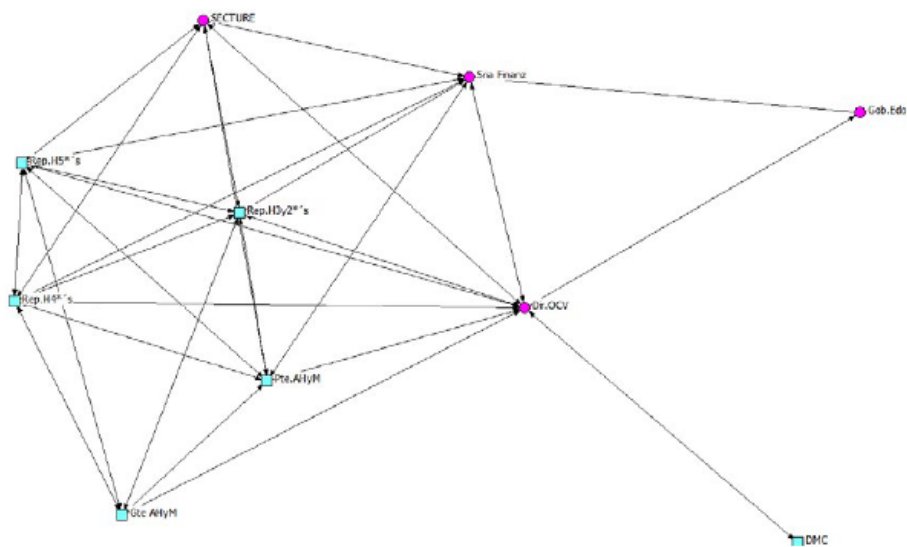 SECTURE
Sria Finanz
Gob.Edo
Rep.H5*´s
Rep.H3y2*´s
Rep.H4*´s
Dir.OCV
Pte.AHyM
Gte AHyM
DMC